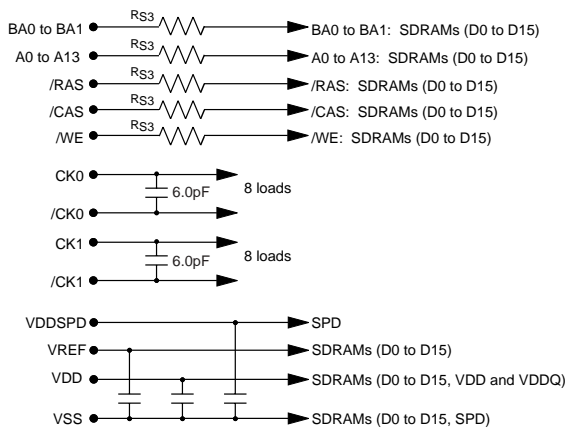 BA0 to BA1 RS3 BA0 to BA1: SDRAMs (D0 to D15)
A0 to A13 RS3 A0 to A13: SDRAMs (D0 to D15)
/RAS RS3 /RAS: SDRAMs (D0 to D15)
/CAS RS3 /CAS: SDRAMs (D0 to D15)
/WE RS3 /WE: SDRAMs (D0 to D15)
CK0
6.0pF 8 loads
/CK0
CK1
6.0pF 8 loads
/CK1
VDDSPD SPD
VREF SDRAMs (D0 to D15)
VDD SDRAMs (D0 to D15, VDD and VDDQ)
VSS SDRAMs (D0 to D15, SPD)